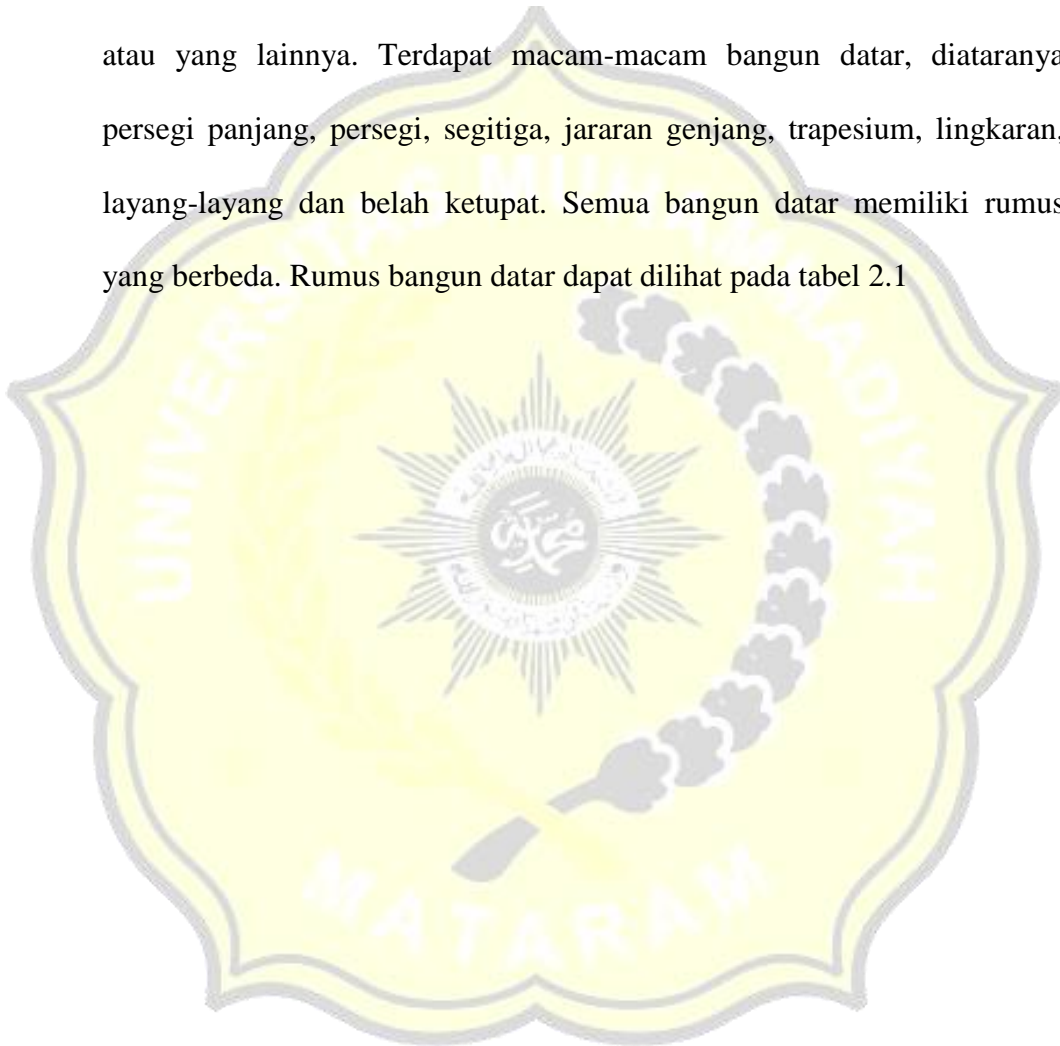 atau yang lainnya. Terdapat macam-macam bangun datar, diataranya
persegi panjang, persegi, segitiga, jararan genjang, trapesium, lingkaran,
layang-layang dan belah ketupat. Semua bangun datar memiliki rumus
yang berbeda. Rumus bangun datar dapat dilihat pada tabel 2.1
UNIVERSITAS MUHAMMADIYAH
MATARAM